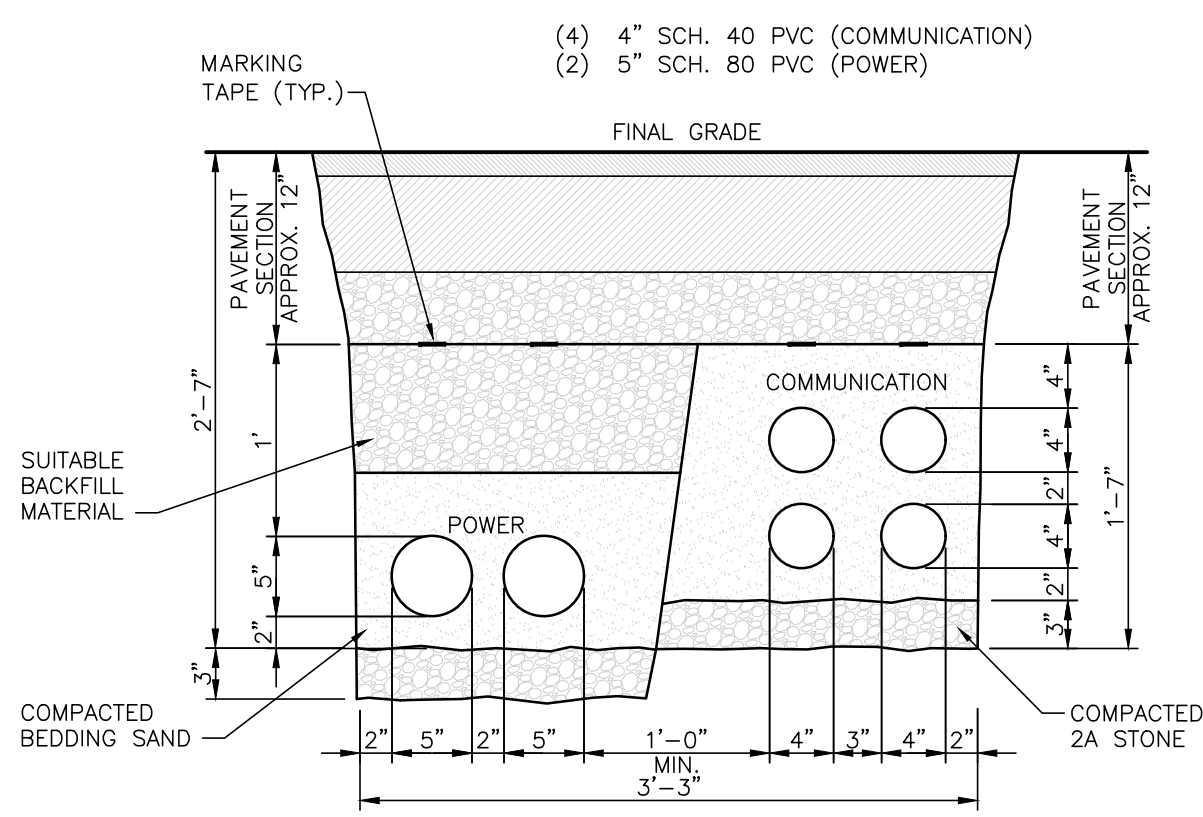 (4) 4” SCH. 40 PVC (COMMUNICATION)
(2) 5” SCH. 80 PVC (POWER)
MARKING
TAPE (TYP.)
FINAL GRADE
PAVEMENT
SECTION
APPROX. 12”
PAVEMENT
SECTION
APPROX. 12”
2’-7”
1’
5”
2”
3”
SUITABLE
BACKFILL
MATERIAL
COMMUNICATION
POWER
4”
4”
2”
4”
2”
3”
1’-7”
COMPACTED
BEDDING SAND
COMPACTED
2A STONE
2”
5”
2”
5”
1’-0”
MIN.
4”
3”
4”
2”
3’-3”